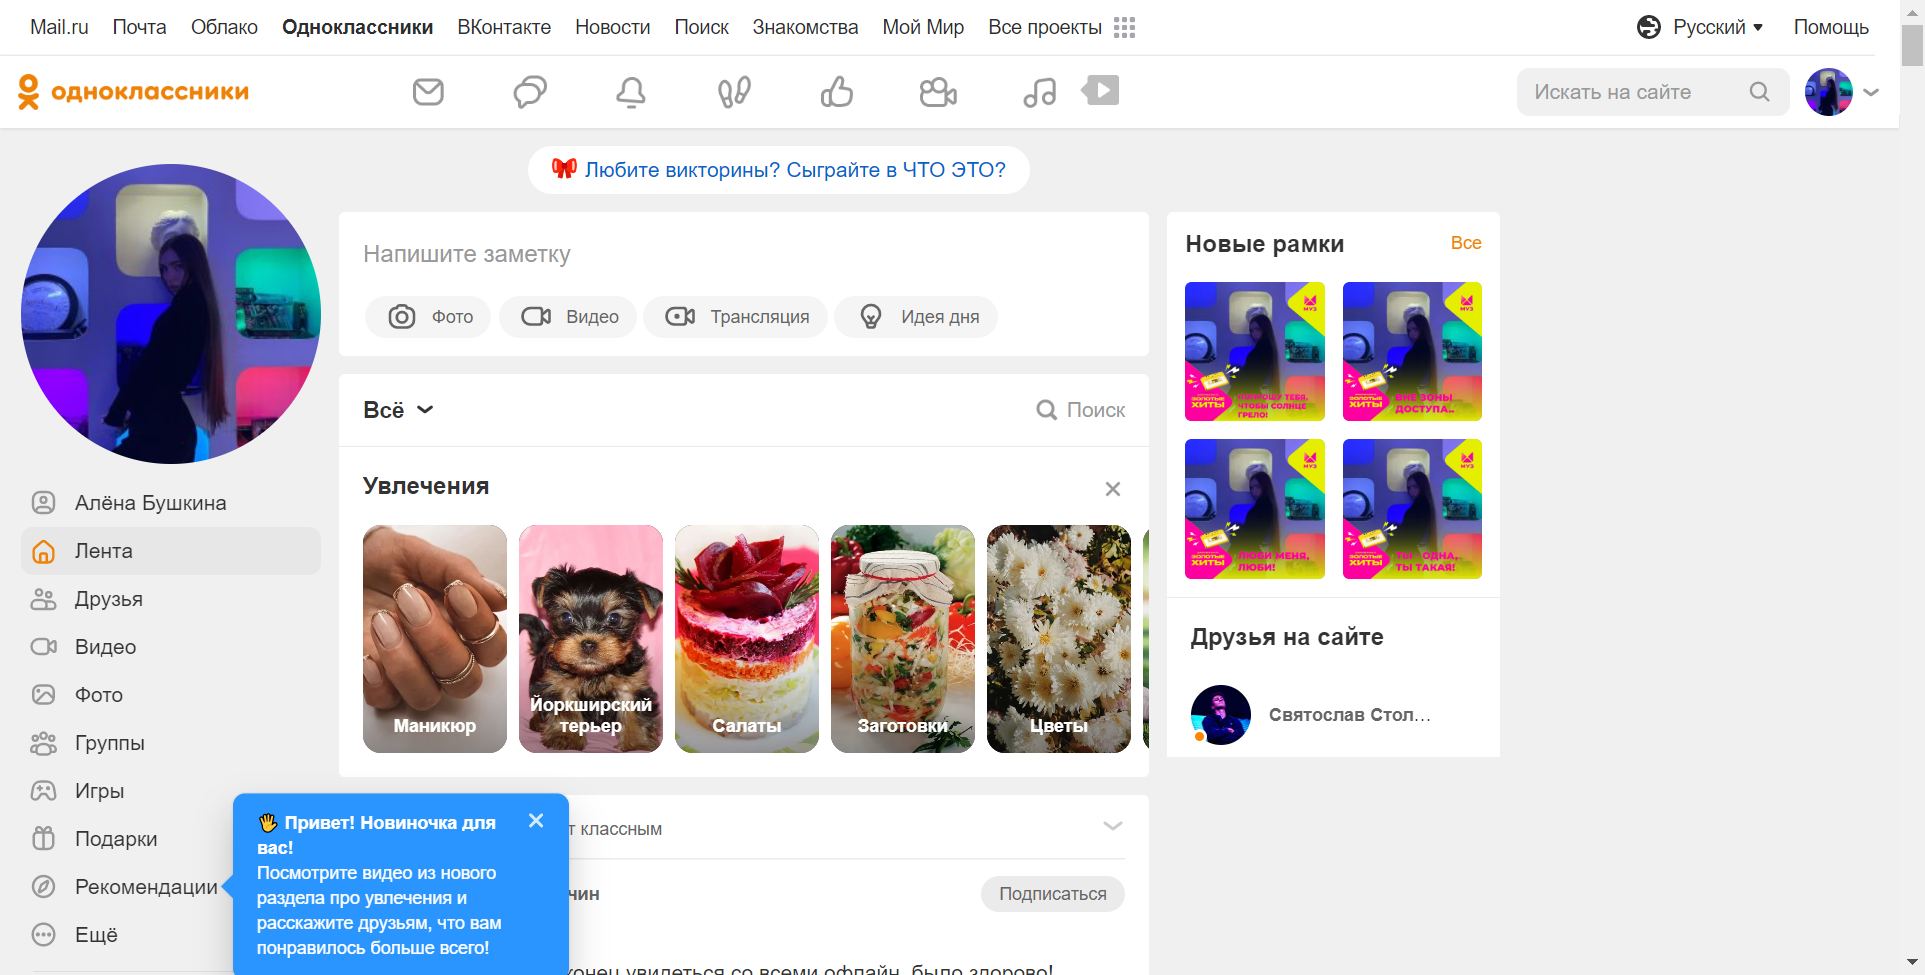 Mail.ru Почта Облако Одноклассники ВКонтакте Новости Поиск Знакомства Мой Мир Все проекты Русский Помощь
одноклассники Искать на сайте
Любите викторины? Сыграйте в ЧТО ЭТО?
Напишите заметку
Фото Видео Трансляция Идея дня
Всё Поиск
Увлечения
Маникюр
Йоркширский
терьер
Салаты
Заготовки
Цветы
Новые рамки Все
МУЗ
ЗОЛОТЫЕ
ХИТЫ
ТЕБЯ,
ЧТОБЫ СОЛНЦЕ
ГРЕЛО!
МУЗ
ЗОЛОТЫЕ
ХИТЫ
ВНЕ ЗОНЫ
ДОСТУПА..
МУЗ
ЗОЛОТЫЕ
ХИТЫ
ЛЮБИ МЕНЯ,
ЛЮБИ!
МУЗ
ЗОЛОТЫЕ
ХИТЫ
ТЫ ОДНА,
ТЫ ТАКАЯ!
Друзья на сайте
Святослав Стол...
Алёна Бушкина
Лента
Друзья
Видео
Фото
Группы
Игры
Подарки
Рекомендации
Ещё
Привет! Новиночка для
вас!
Посмотрите видео из нового
раздела про увлечения и
расскажите друзьям, что вам
понравилось больше всего!
т классным
чин Подписаться
конец увидеться со всеми офлайн, было здорово!